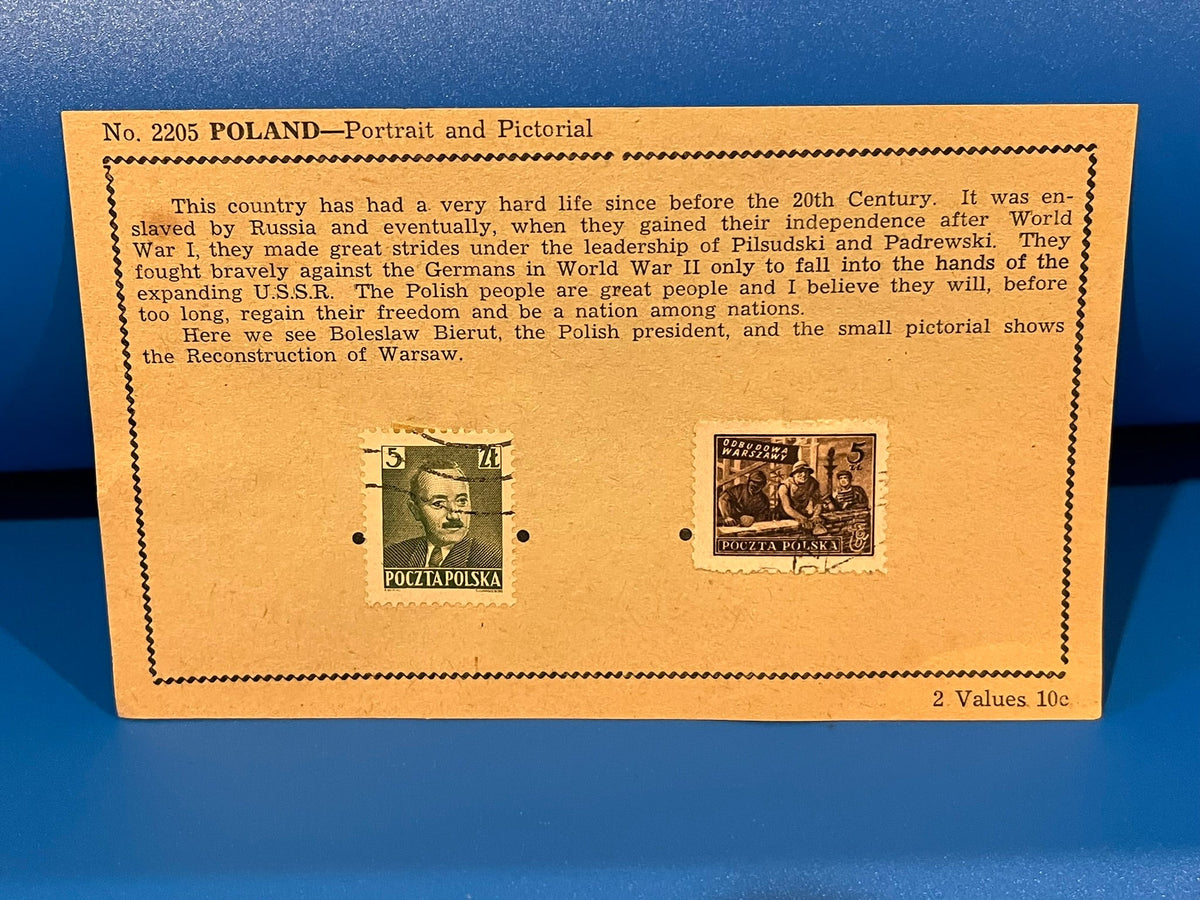 No. 2205 POLAND—Portrait and Pictorial
This country has had a very hard life since before the 20th Century. It was en-
slaved by Russia and eventually, when they gained their independence after World
War I, they made great strides under the leadership of Pilsudski and Padrewski. They
fought bravely against the Germans in World War II only to fall into the hands of the
expanding U.S.S.R. The Polish people are great people and I believe they will, before
too long, regain their freedom and be a nation among nations.
Here we see Boleslaw Bierut, the Polish president, and the small pictorial shows
the Reconstruction of Warsaw.
5 ZŁ
POCZTA POLSKA
ODBUDOWA
WARSZAWY
5
ZŁ
POCZTA POLSKA
2 Values 10c